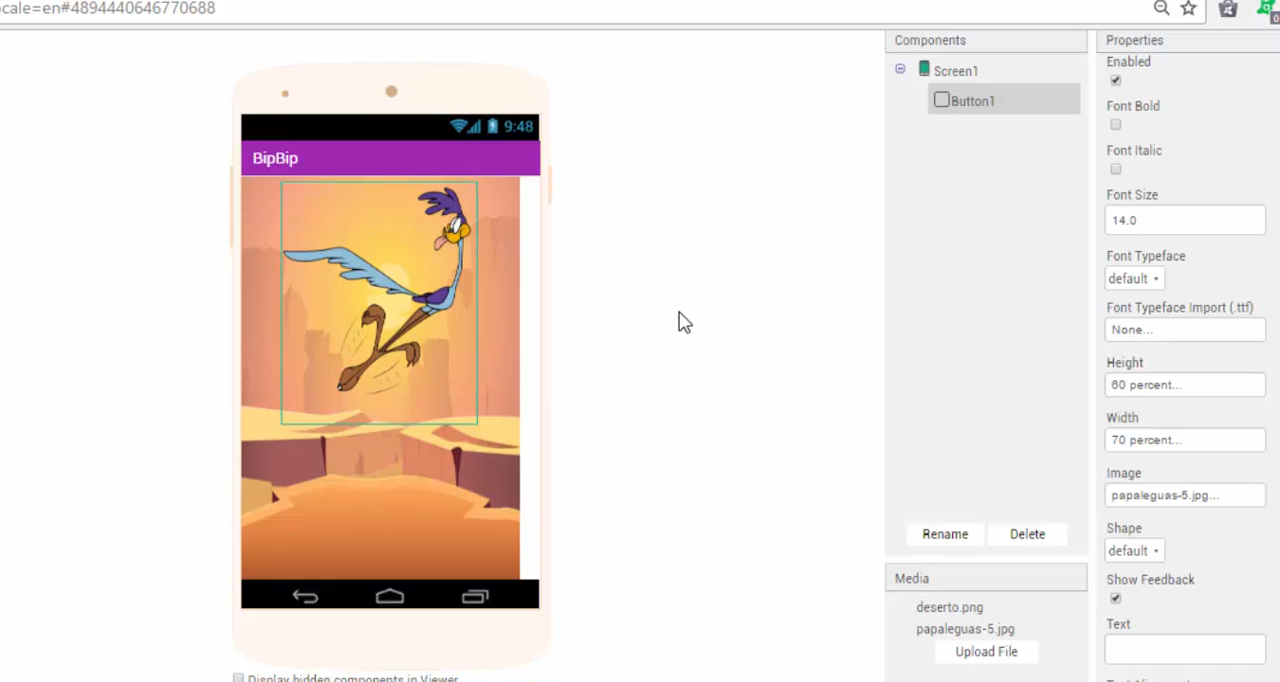 ocale=en#4894440646770688
9:48
BipBip
Display hidden components in Viewer
Components
Screen1
Button1
Rename
Delete
Media
deserto.png
papaleguas-5.jpg
Upload File
Properties
Enabled
Font Bold
Font Italic
Font Size
14.0
Font Typeface
default
Font Typeface Import (.ttf)
None...
Height
60 percent...
Width
70 percent...
Image
papaleguas-5.jpg...
Shape
default
Show Feedback
Text